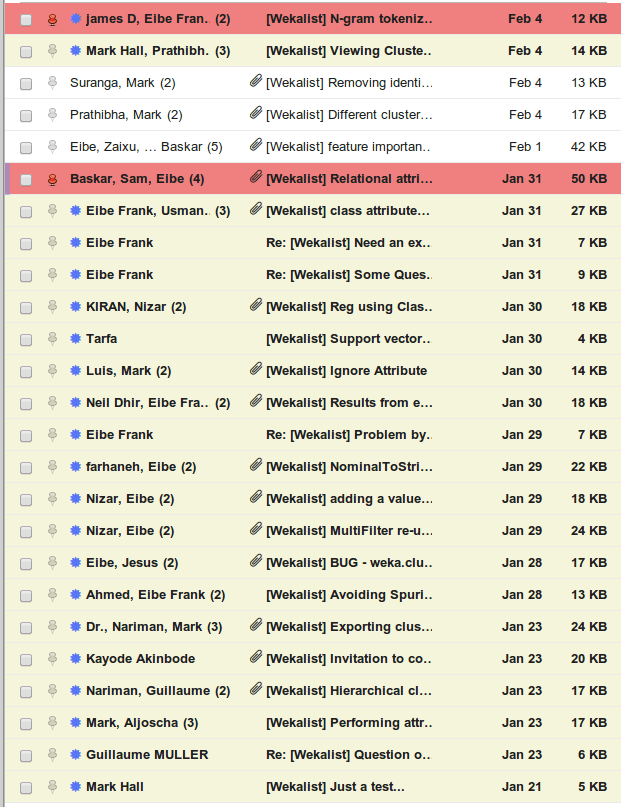 james D, Eibe Fran. (2) [Wekalist] N-gram tokeniz… Feb 4 12 KB
Mark Hall, Prathibh. (3) [Wekalist] Viewing Cluste… Feb 4 14 KB
Suranga, Mark (2) [Wekalist] Removing identi… Feb 4 13 KB
Prathibha, Mark (2) [Wekalist] Different cluster… Feb 4 17 KB
Eibe, Zaixu, … Baskar (5) [Wekalist] feature importan… Feb 1 42 KB
Baskar, Sam, Eibe (4) [Wekalist] Relational attri… Jan 31 50 KB
Eibe Frank, Usman. (3) [Wekalist] class attribute… Jan 31 27 KB
Eibe Frank Re: [Wekalist] Need an ex… Jan 31 7 KB
Eibe Frank Re: [Wekalist] Some Ques… Jan 31 9 KB
KIRAN, Nizar (2) [Wekalist] Reg using Clas… Jan 30 18 KB
Tarfa [Wekalist] Support vector… Jan 30 4 KB
Luis, Mark (2) [Wekalist] Ignore Attribute Jan 30 14 KB
Neil Dhir, Eibe Fra.. (2) [Wekalist] Results from e… Jan 30 18 KB
Eibe Frank Re: [Wekalist] Problem by… Jan 29 7 KB
farhaneh, Eibe (2) [Wekalist] NominalToStri… Jan 29 22 KB
Nizar, Eibe (2) [Wekalist] adding a value… Jan 29 18 KB
Nizar, Eibe (2) [Wekalist] MultiFilter re-u… Jan 29 24 KB
Eibe, Jesus (2) [Wekalist] BUG - weka.clu… Jan 28 17 KB
Ahmed, Eibe Frank (2) [Wekalist] Avoiding Spuri… Jan 28 13 KB
Dr., Nariman, Mark (3) [Wekalist] Exporting clus… Jan 23 24 KB
Kayode Akinbode [Wekalist] Invitation to co… Jan 23 20 KB
Nariman, Guillaume (2) [Wekalist] Hierarchical cl… Jan 23 17 KB
Mark, Aljoscha (3) [Wekalist] Performing attr… Jan 23 17 KB
Guillaume MULLER Re: [Wekalist] Question o… Jan 23 6 KB
Mark Hall [Wekalist] Just a test... Jan 21 5 KB